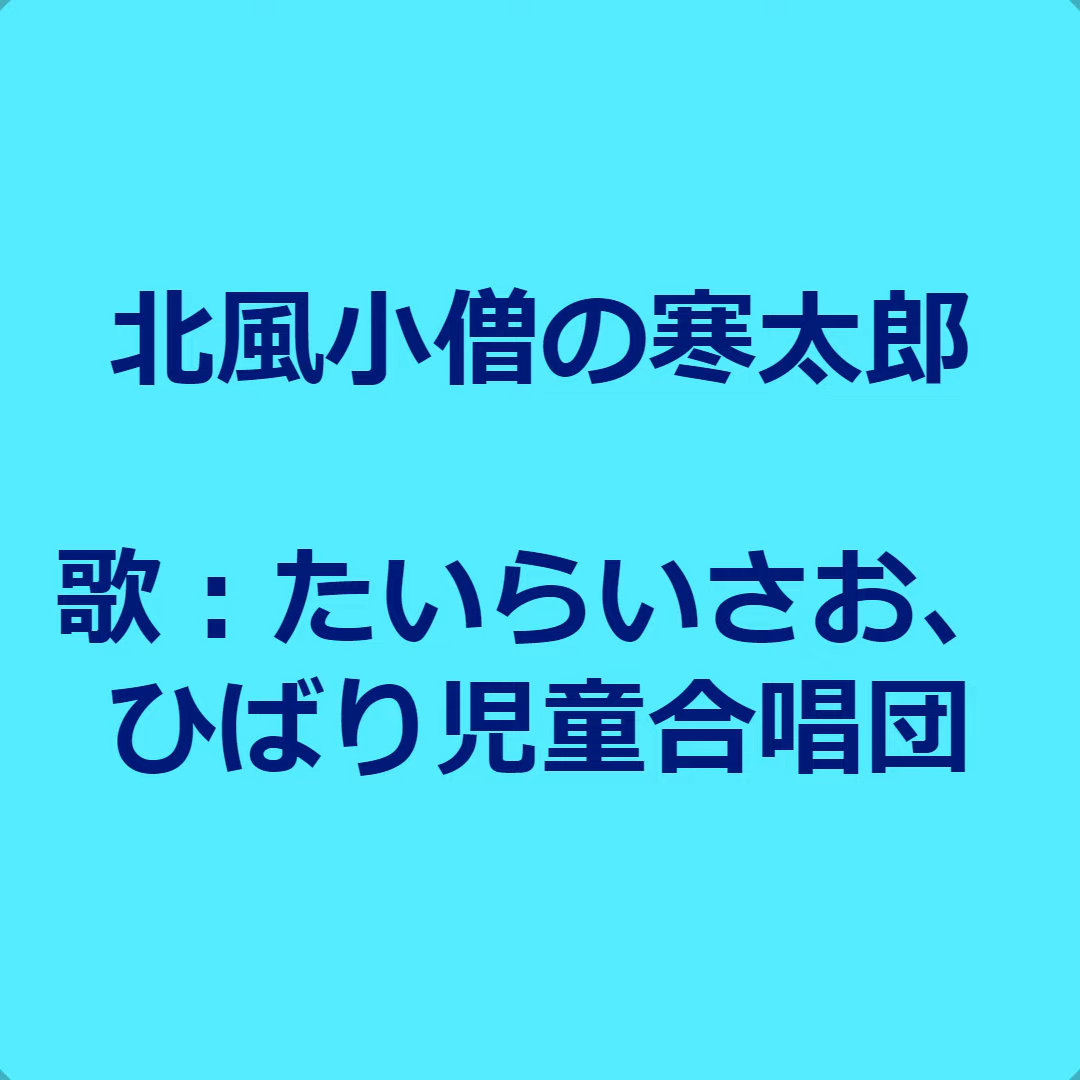 北風小僧の寒太郎
歌：たいらいさお、
ひばり児童合唱団